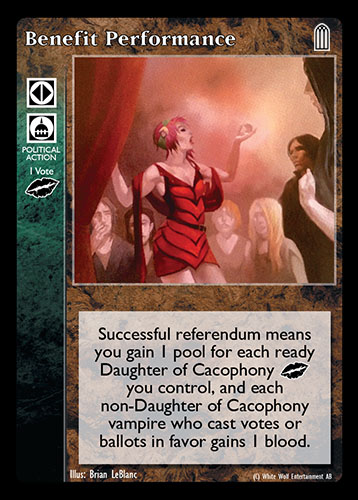 Benefit Performance
POLITICAL
ACTION
1 Vote
Successful referendum means
you gain 1 pool for each ready
Daughter of Cacophony
you control, and each
non-Daughter of Cacophony
vampire who cast votes or
ballots in favor gains 1 blood.
Illus: Brian LeBlanc
(C) White Wolf Entertainment AB